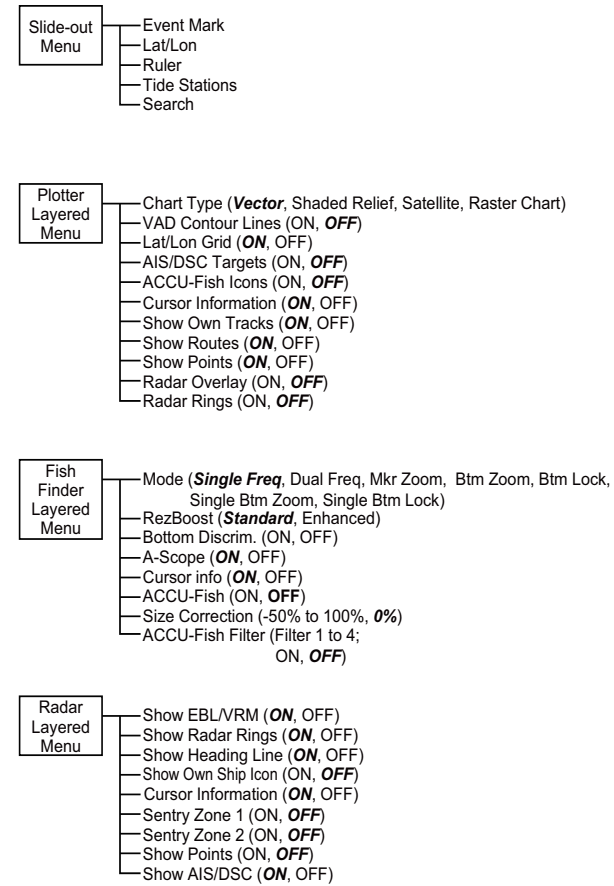 Slide-out
Menu
Event Mark
Lat/Lon
Ruler
Tide Stations
Search
Plotter
Layered
Menu
Chart Type (Vector, Shaded Relief, Satellite, Raster Chart)
VAD Contour Lines (ON, OFF)
Lat/Lon Grid (ON, OFF)
AIS/DSC Targets (ON, OFF)
ACCU-Fish Icons (ON, OFF)
Cursor Information (ON, OFF)
Show Own Tracks (ON, OFF)
Show Routes (ON, OFF)
Show Points (ON, OFF)
Radar Overlay (ON, OFF)
Radar Rings (ON, OFF)
Fish
Finder
Layered
Menu
Mode (Single Freq, Dual Freq, Mkr Zoom, Btm Zoom, Btm Lock,
Single Btm Zoom, Single Btm Lock)
RezBoost (Standard, Enhanced)
Bottom Discrim. (ON, OFF)
A-Scope (ON, OFF)
Cursor info (ON, OFF)
ACCU-Fish (ON, OFF)
Size Correction (-50% to 100%, 0%)
ACCU-Fish Filter (Filter 1 to 4;
ON, OFF)
Radar
Layered
Menu
Show EBL/VRM (ON, OFF)
Show Radar Rings (ON, OFF)
Show Heading Line (ON, OFF)
Show Own Ship Icon (ON, OFF)
Cursor Information (ON, OFF)
Sentry Zone 1 (ON, OFF)
Sentry Zone 2 (ON, OFF)
Show Points (ON, OFF)
Show AIS/DSC (ON, OFF)